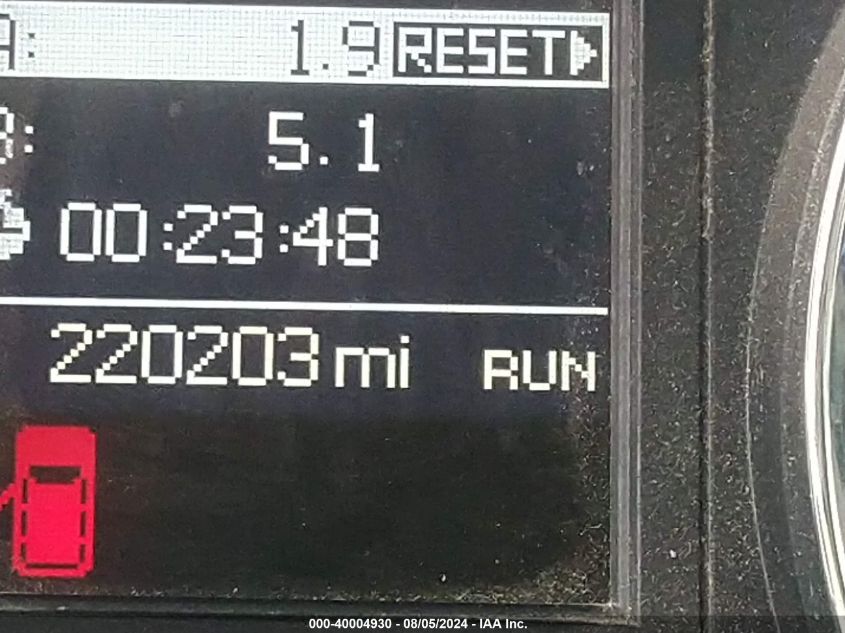 A: 1.9 RESET
B: 5.1
00:23:48
220203 mi RUN
000-40004930 - 08/05/2024 - IAA Inc.